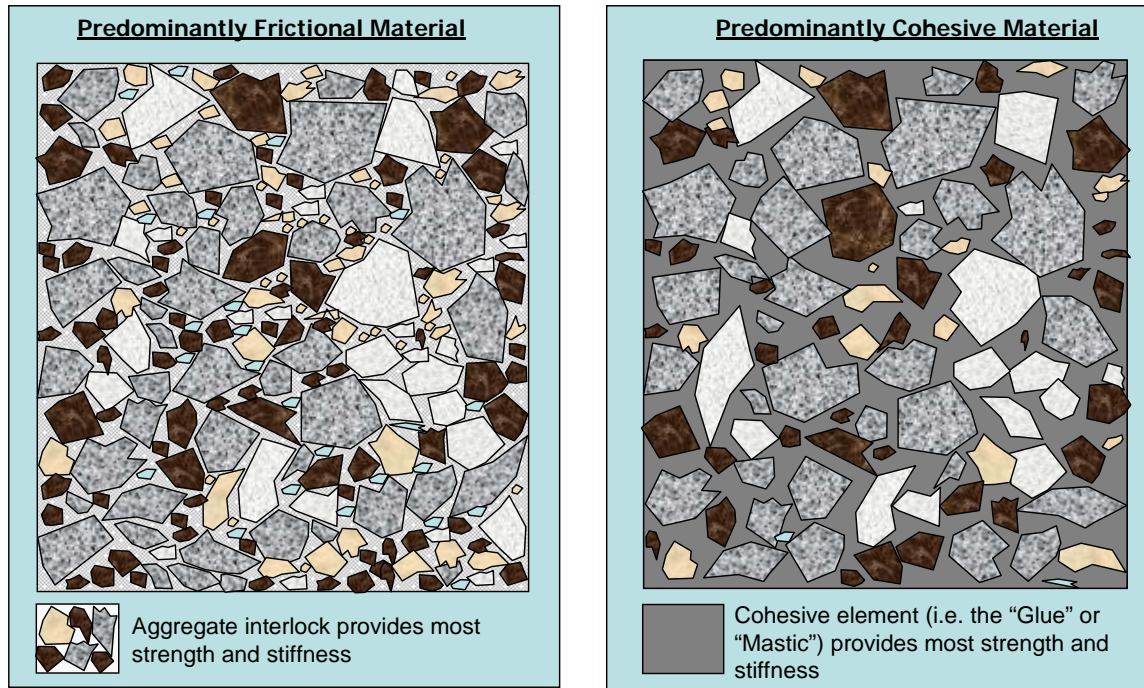 Predominantly Frictional Material
Aggregate interlock provides most
strength and stiffness
Predominantly Cohesive Material
Cohesive element (i.e. the “Glue” or
“Mastic”) provides most strength and
stiffness